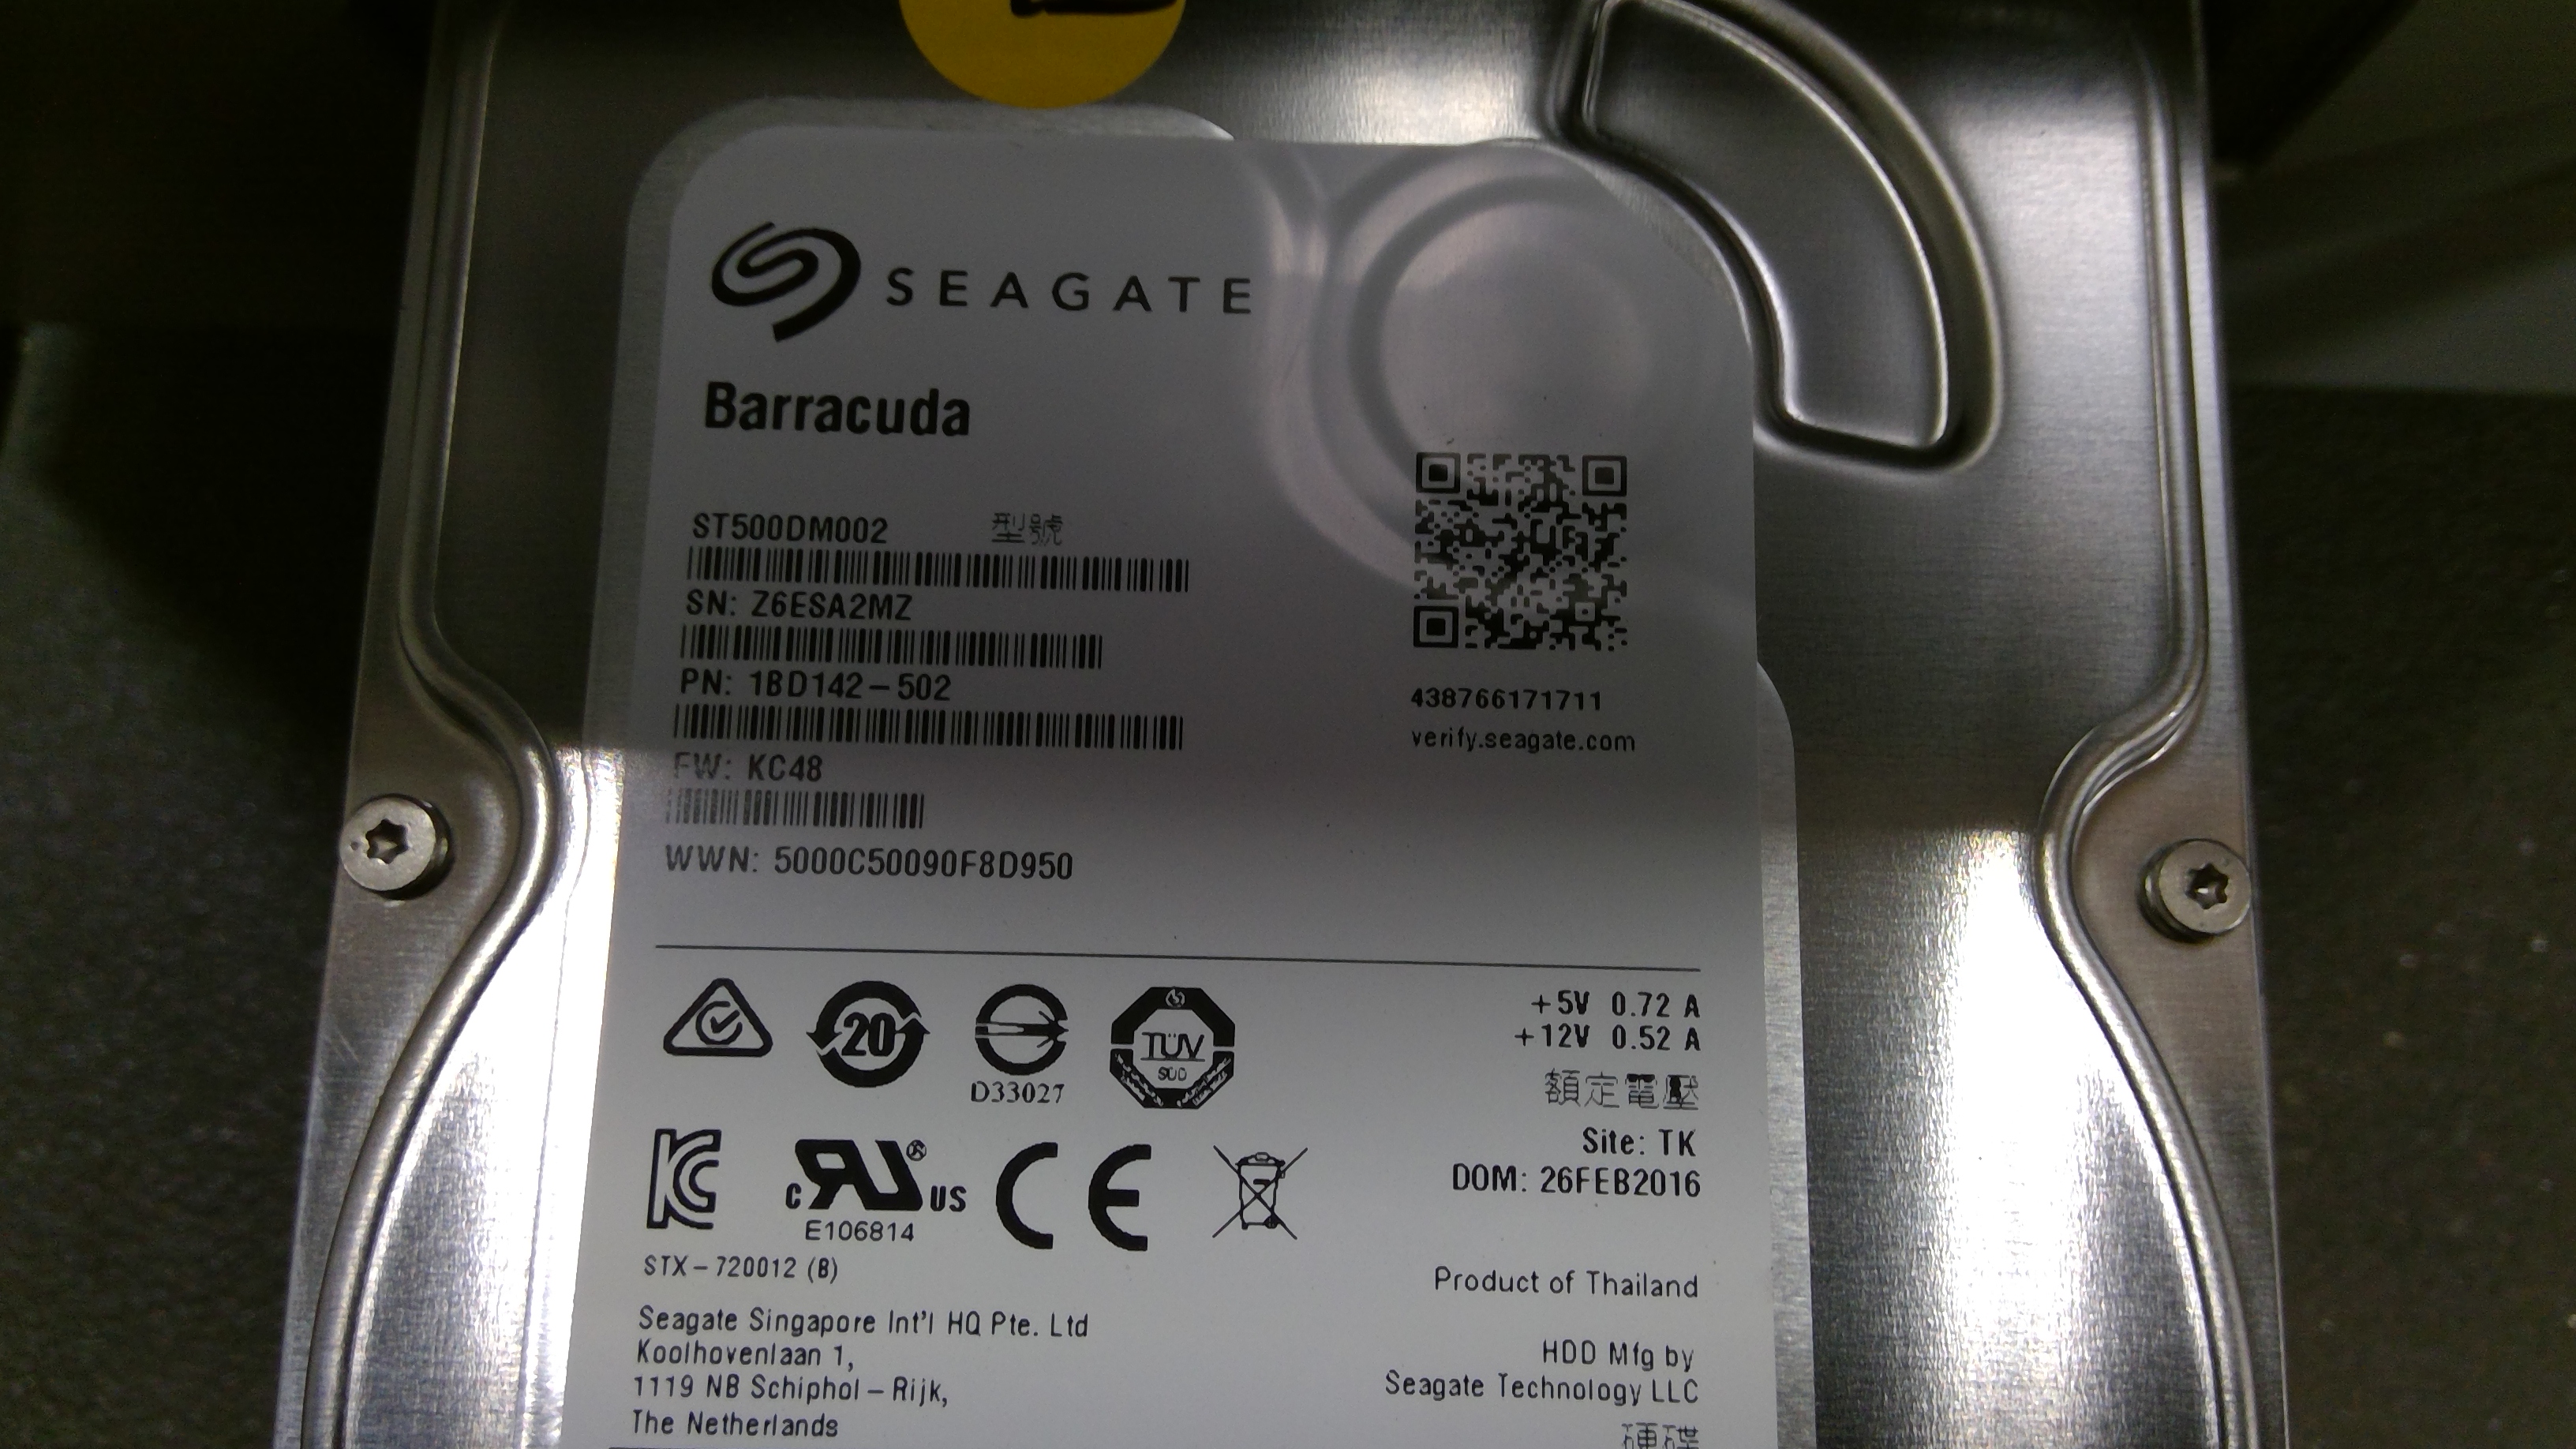 SEAGATE
Barracuda
ST500DM002 型號
SN: Z6ESA2MZ
PN: 1BD142-502
FW: KC48
WWN: 5000C50090F8D950
438766171711
verify.seagate.com
20
D33027
TÜV
SÜD
+5V 0.72 A
+12V 0.52 A
額定電壓
Site: TK
DOM: 26FEB2016
c RU US
E106814
CE
STX-720012 (B)
Product of Thailand
Seagate Singapore Int'l HQ Pte. Ltd
Koolhovenlaan 1,
1119 NB Schiphol-Rijk,
The Netherlands
HDD Mfg by
Seagate Technology LLC
硬碟